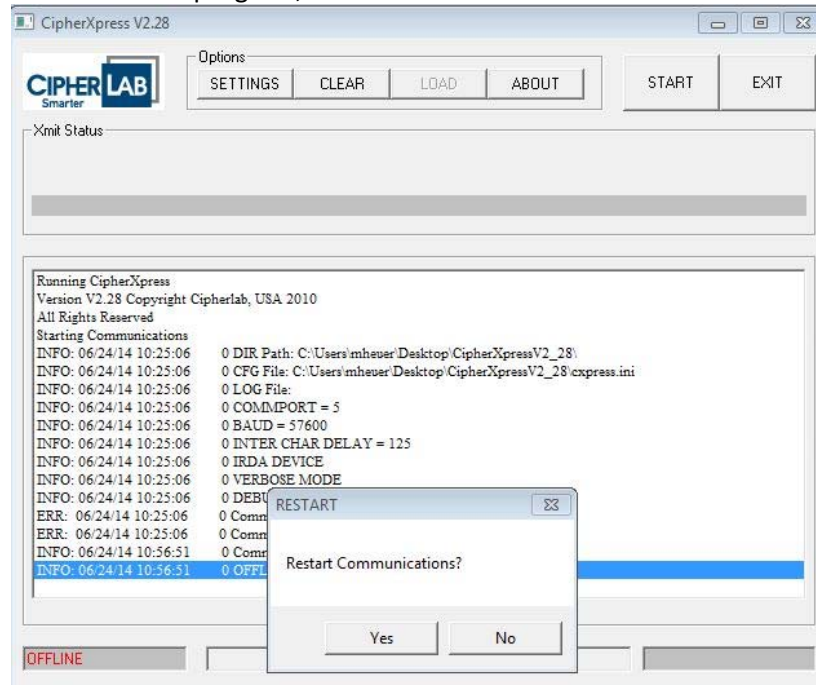 CipherXpress V2.28
Options
CIPHERLAB
Smarter
SETTINGS CLEAR LOAD ABOUT START EXIT
Xmit Status
Running CipherXpress
Version V2.28 Copyright Cipherlab, USA 2010
All Rights Reserved
Starting Communications
INFO: 06/24/14 10:25:06 0 DIR Path: C:\Users\mheuer\Desktop\CipherXpressV2_28\
INFO: 06/24/14 10:25:06 0 CFG File: C:\Users\mheuer\Desktop\CipherXpressV2_28\cxpress.ini
INFO: 06/24/14 10:25:06 0 LOG File:
INFO: 06/24/14 10:25:06 0 COMMPORT = 5
INFO: 06/24/14 10:25:06 0 BAUD = 57600
INFO: 06/24/14 10:25:06 0 INTER CHAR DELAY = 125
INFO: 06/24/14 10:25:06 0 IRDA DEVICE
INFO: 06/24/14 10:25:06 0 VERBOSE MODE
INFO: 06/24/14 10:25:06 0 DEBU
ERR: 06/24/14 10:25:06 0 Comm
ERR: 06/24/14 10:25:06 0 Comm
INFO: 06/24/14 10:56:51 0 Comm
INFO: 06/24/14 10:56:51 0 OFFL
RESTART
Restart Communications?
Yes No
OFFLINE